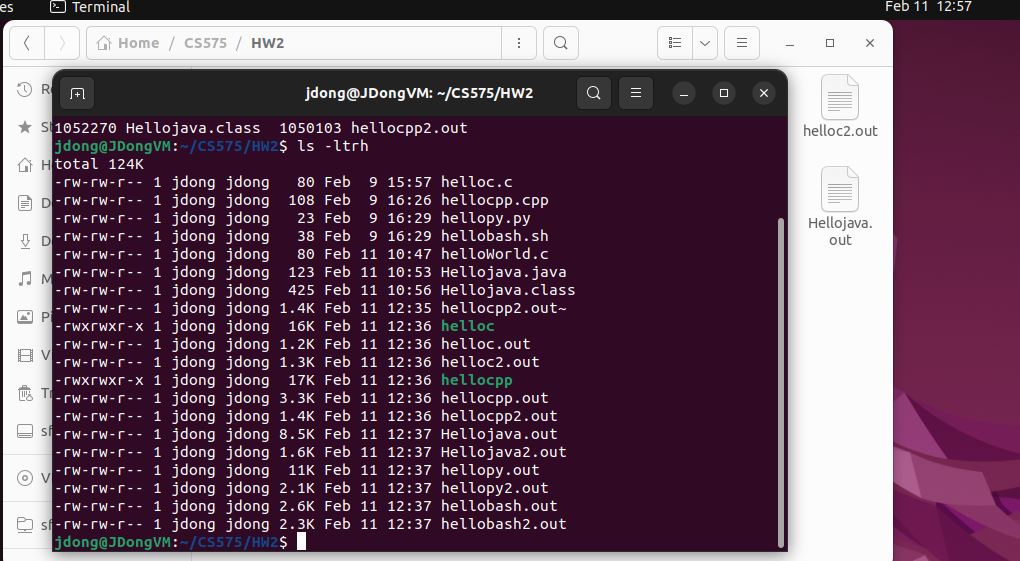 es
Terminal
Feb 11 12:57
Home / CS575 / HW2
helloc2.out
Hellojava.
out
jdong@JDongVM: ~/CS575/HW2
1052270 Hellojava.class  1050103 hellocpp2.out
jdong@JDongVM:~/CS575/HW2$ ls -ltrh
total 124K
-rw-rw-r-- 1 jdong jdong   80 Feb  9 15:57 helloc.c
-rw-rw-r-- 1 jdong jdong  108 Feb  9 16:26 hellocpp.cpp
-rw-rw-r-- 1 jdong jdong   23 Feb  9 16:29 hellopy.py
-rw-rw-r-- 1 jdong jdong   38 Feb  9 16:29 hellobash.sh
-rw-rw-r-- 1 jdong jdong   80 Feb 11 10:47 helloWorld.c
-rw-rw-r-- 1 jdong jdong  123 Feb 11 10:53 Hellojava.java
-rw-rw-r-- 1 jdong jdong  425 Feb 11 10:56 Hellojava.class
-rw-rw-r-- 1 jdong jdong 1.4K Feb 11 12:35 hellocpp2.out~
-rwxrwxr-x 1 jdong jdong  16K Feb 11 12:36 helloc
-rw-rw-r-- 1 jdong jdong 1.2K Feb 11 12:36 helloc.out
-rw-rw-r-- 1 jdong jdong 1.3K Feb 11 12:36 helloc2.out
-rwxrwxr-x 1 jdong jdong  17K Feb 11 12:36 hellocpp
-rw-rw-r-- 1 jdong jdong 3.3K Feb 11 12:36 hellocpp.out
-rw-rw-r-- 1 jdong jdong 1.4K Feb 11 12:36 hellocpp2.out
-rw-rw-r-- 1 jdong jdong 8.5K Feb 11 12:37 Hellojava.out
-rw-rw-r-- 1 jdong jdong 1.6K Feb 11 12:37 Hellojava2.out
-rw-rw-r-- 1 jdong jdong  11K Feb 11 12:37 hellopy.out
-rw-rw-r-- 1 jdong jdong 2.1K Feb 11 12:37 hellopy2.out
-rw-rw-r-- 1 jdong jdong 2.6K Feb 11 12:37 hellobash.out
-rw-rw-r-- 1 jdong jdong 2.3K Feb 11 12:37 hellobash2.out
jdong@JDongVM:~/CS575/HW2$